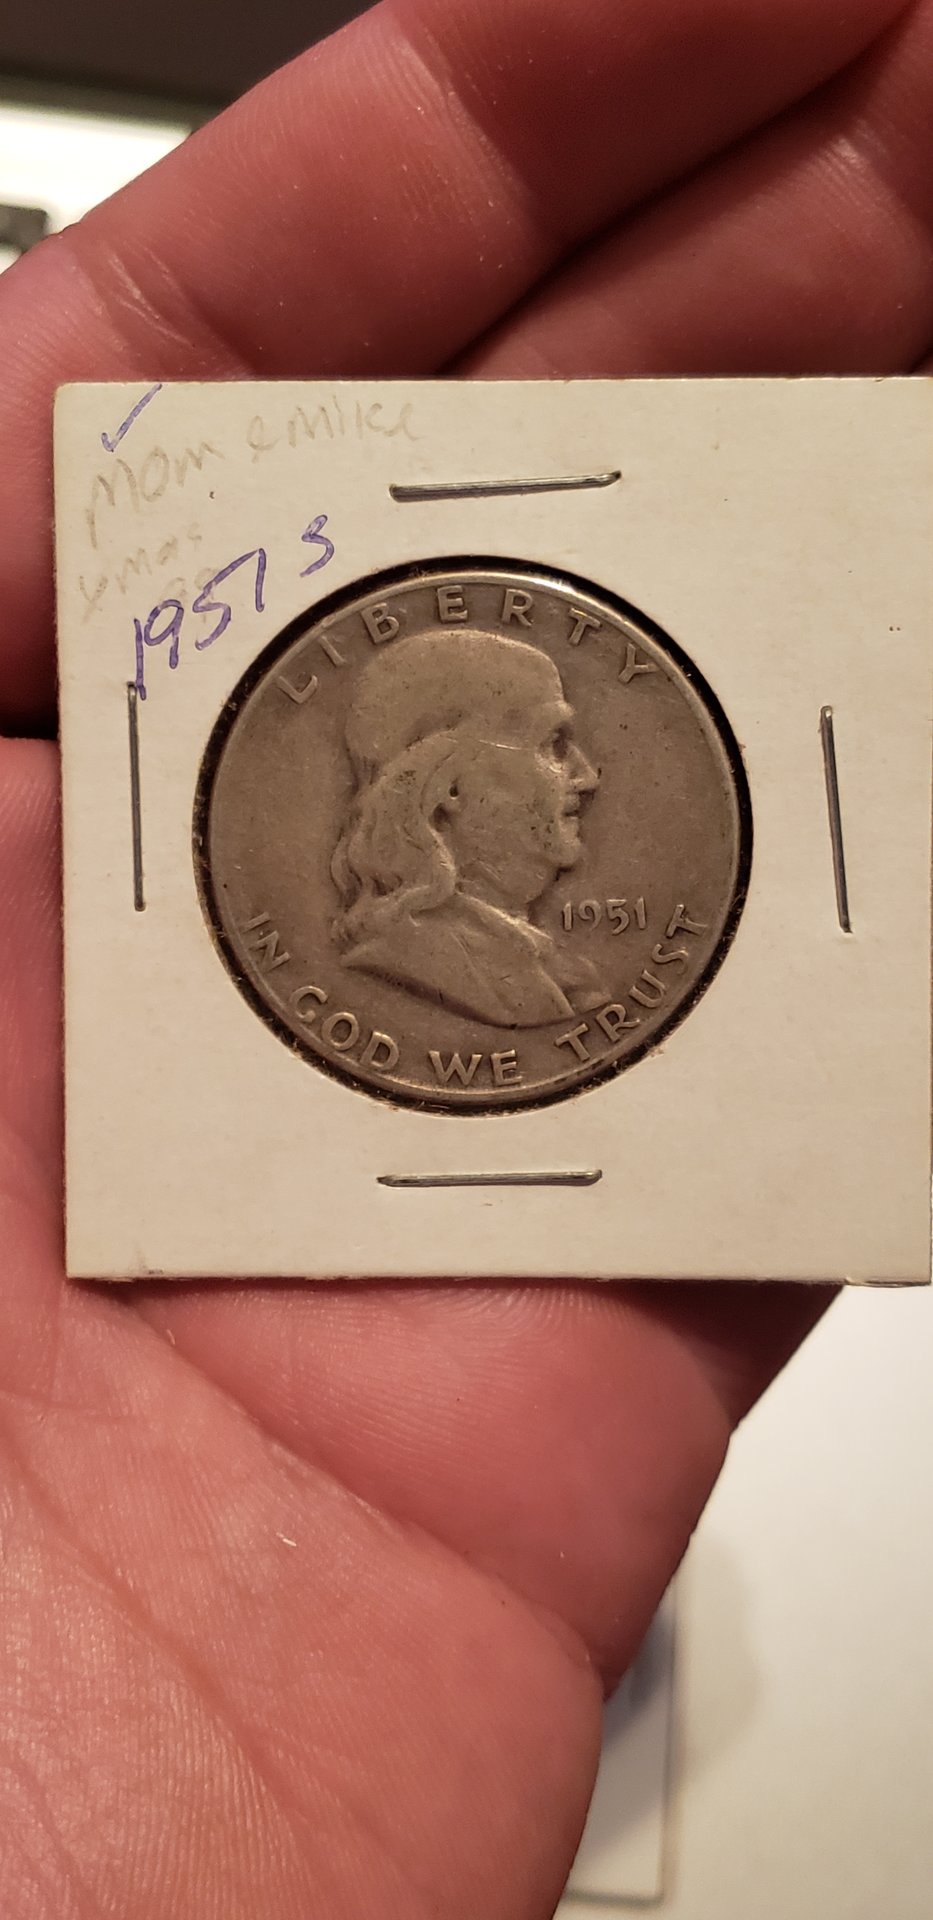 Mom & Mike
xmas
1951 S
LIBERTY
1951
IN GOD WE TRUST